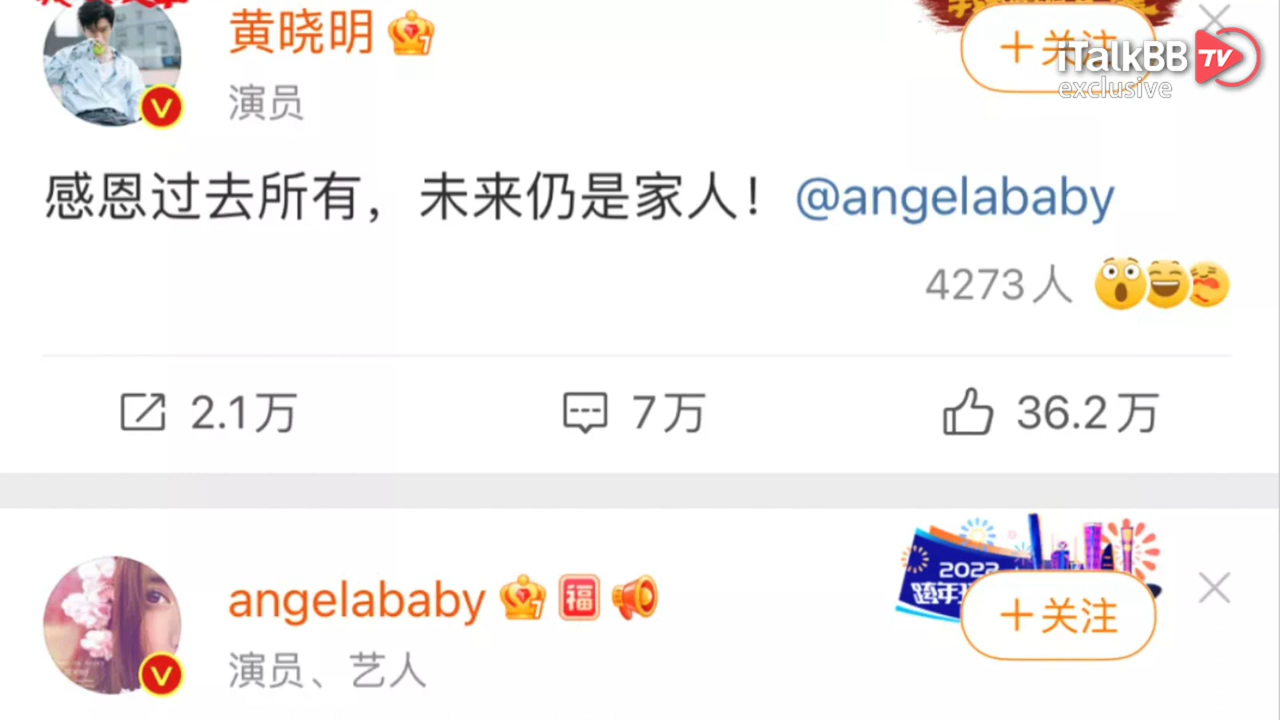 黄晓明
+关注
iTalkBB TV
exclusive
演员
感恩过去所有，未来仍是家人！ @angelababy
4273人
2.1万 7万 36.2万
angelababy 福
2022
跨年
+关注
演员、艺人